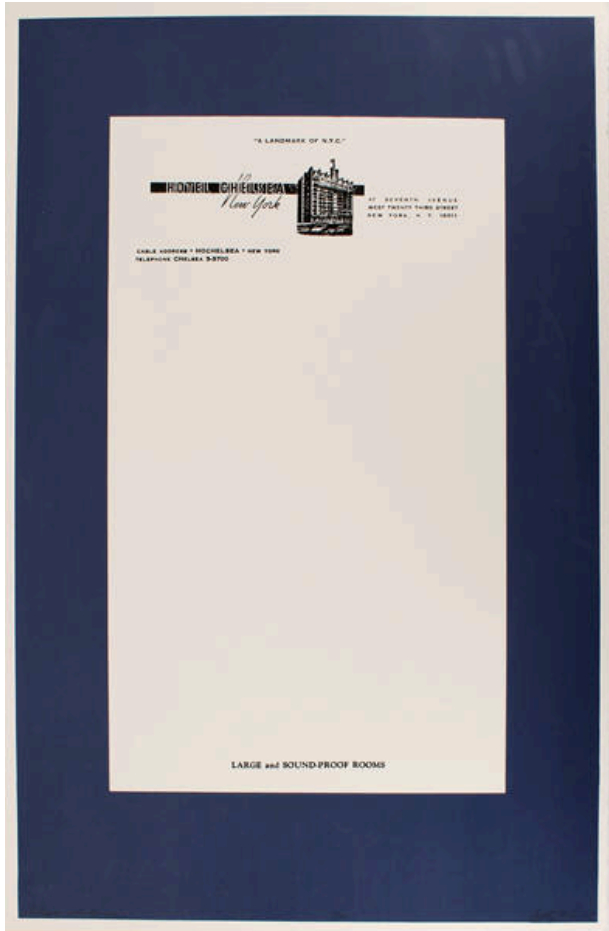 "A LANDMARK OF N.Y.C."
HOTEL CHELSEA
New York
AT SEVENTH AVENUE
WEST TWENTY THIRD STREET
NEW YORK, N. Y. 10011
CABLE ADDRESS • HOCHELSEA • NEW YORK
TELEPHONE CHELSEA 3-3700
LARGE and SOUND-PROOF ROOMS